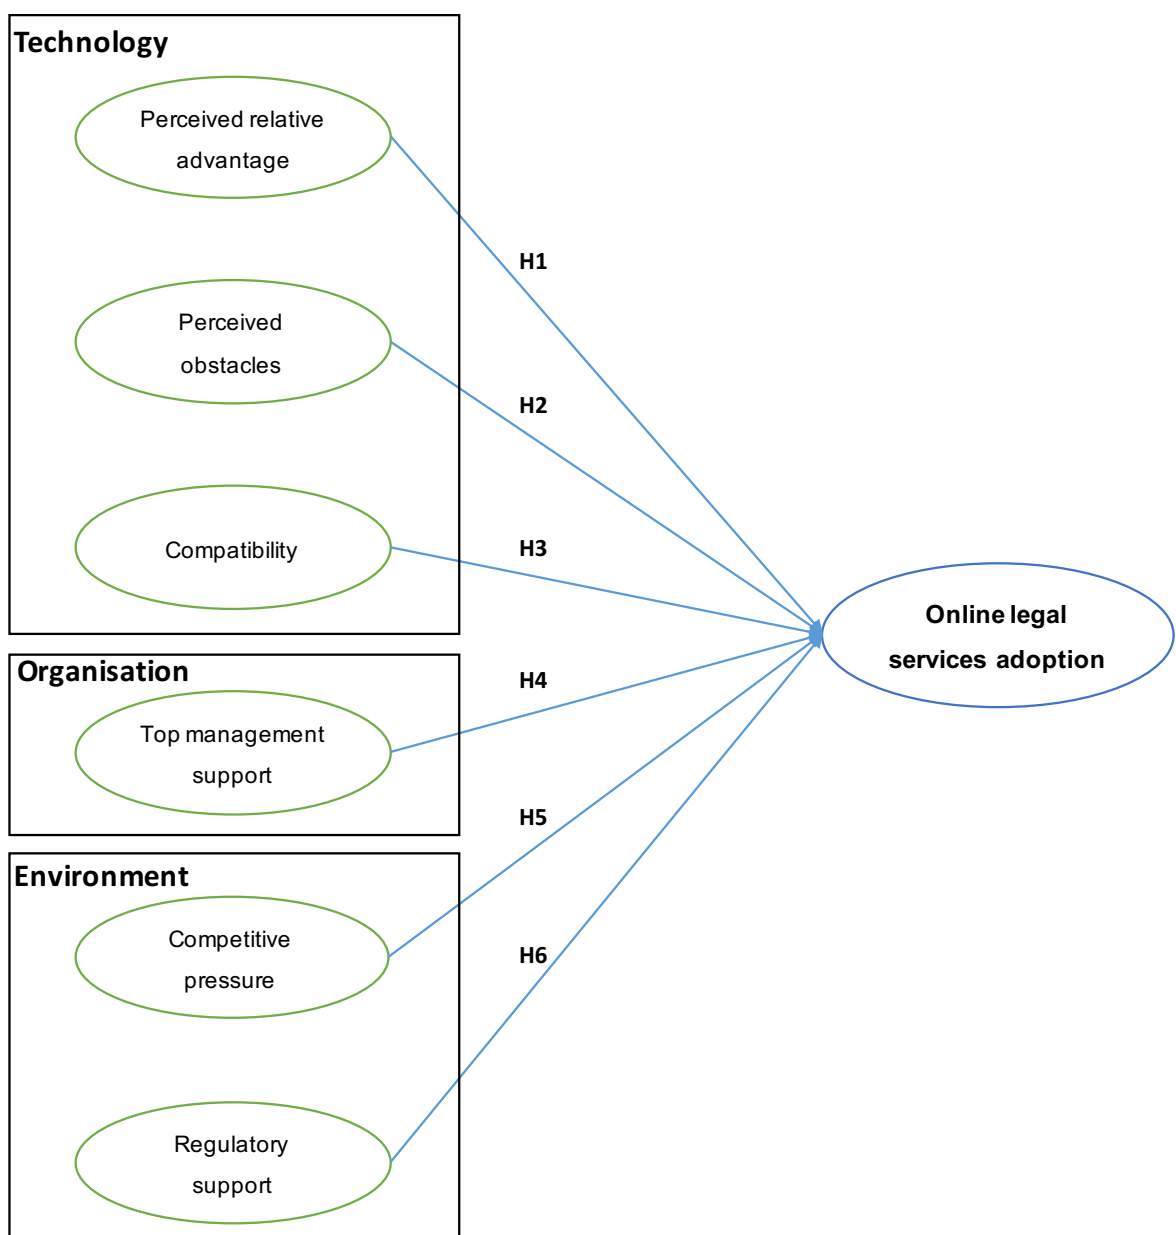 Technology
Perceived relative
advantage
H1
Perceived
obstacles
H2
Compatibility
H3
Online legal
services adoption
Organisation
Top management
support
H4
Environment
Competitive
pressure
H5
Regulatory
support
H6